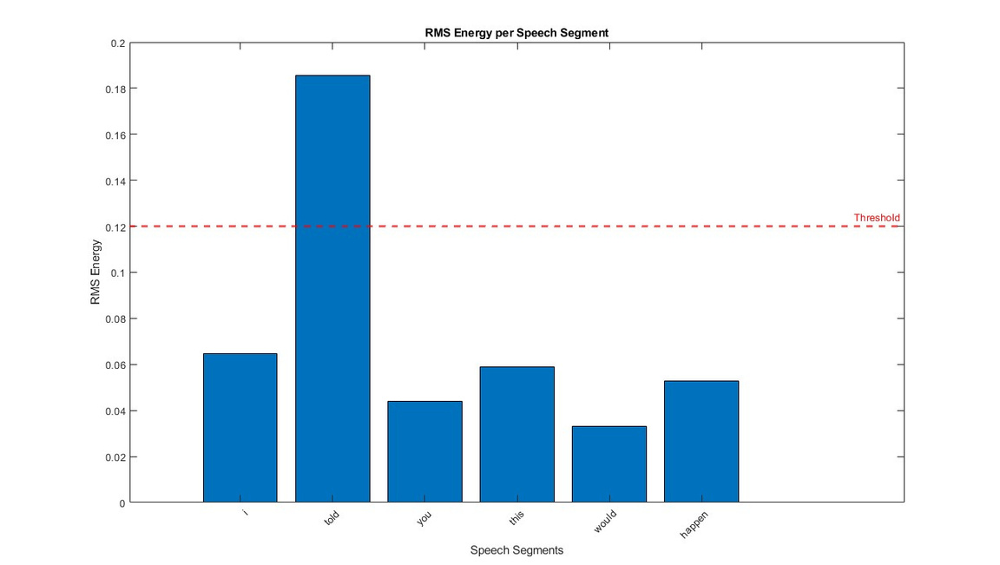 RMS Energy per Speech Segment
0.2
0.18
0.16
0.14
Threshold
0.12
RMS Energy
0.1
0.08
0.06
0.04
0.02
0
i
told
you
this
would
happen
Speech Segments